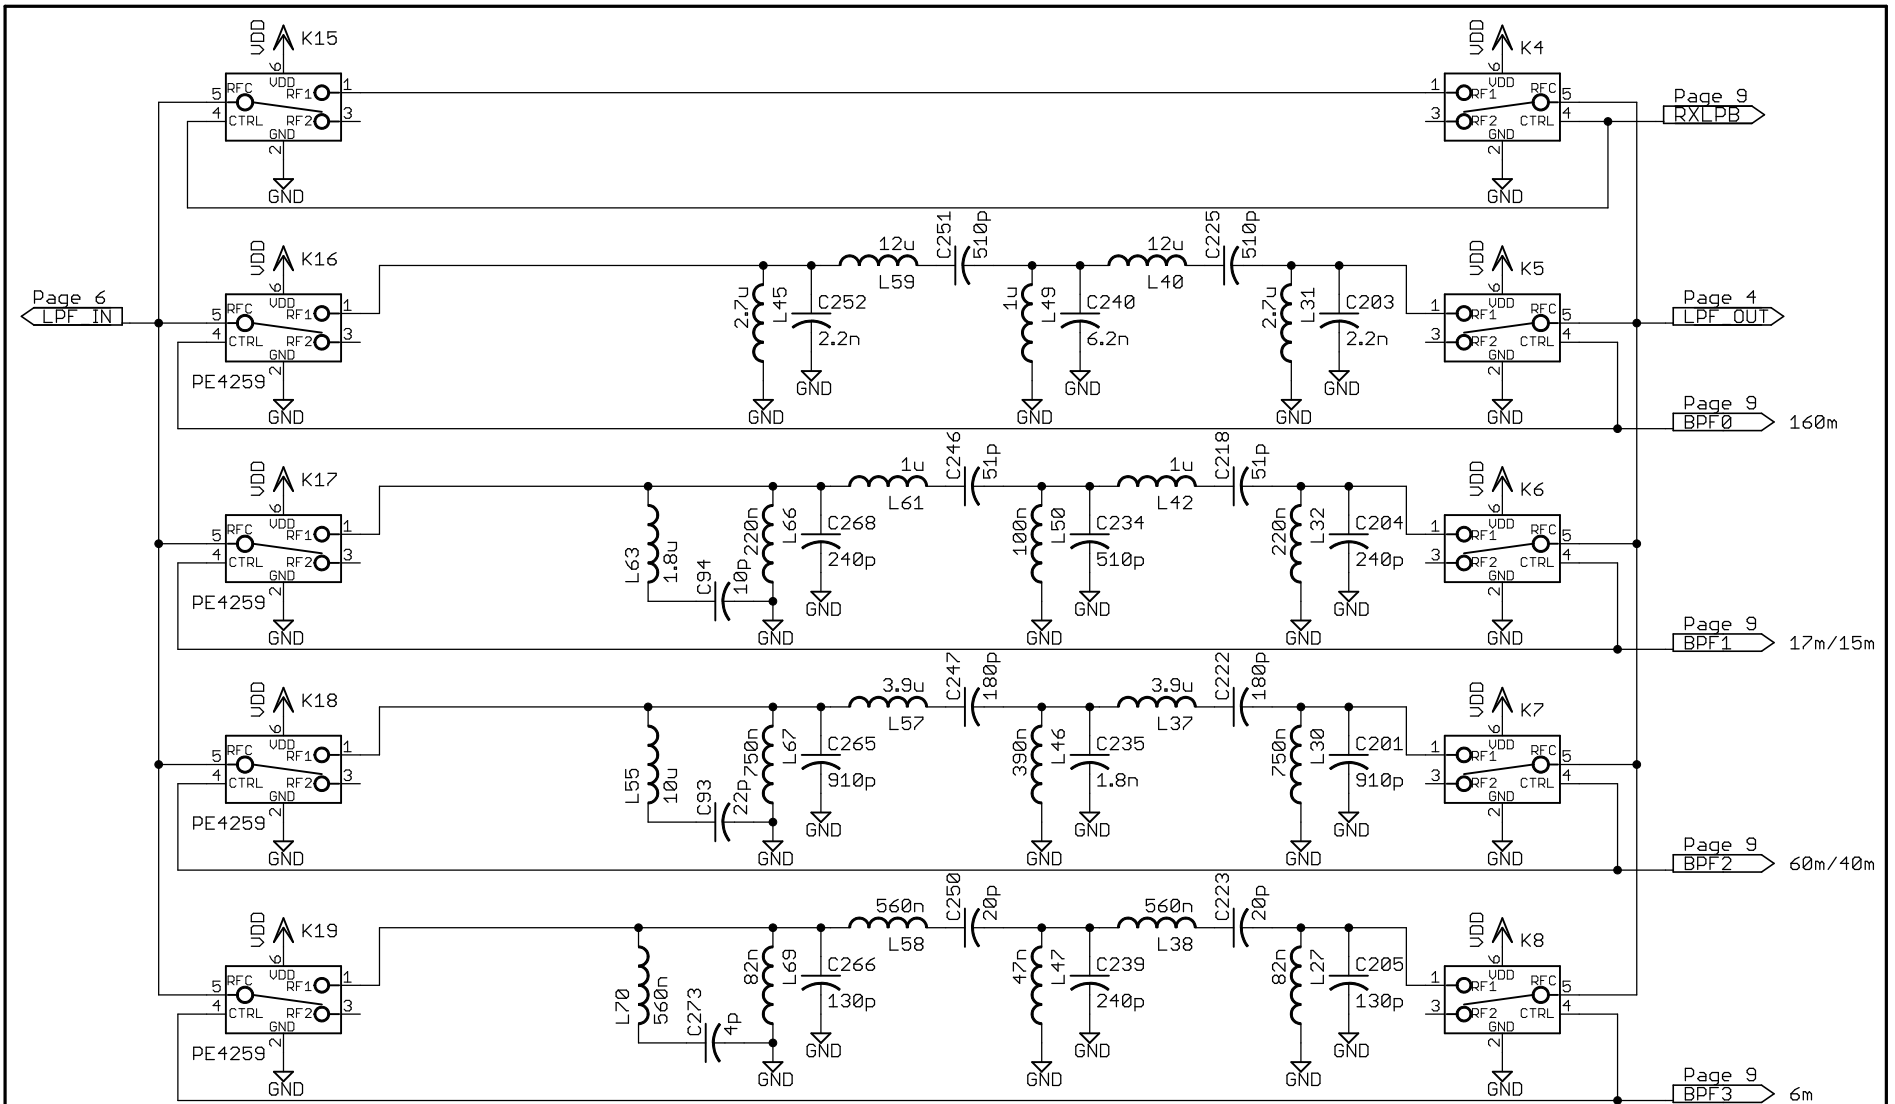 VDD K15
6 VDD
5 RFC RF1 1
4 CTRL RF2 3
GND
2
GND
VDD K4
6 VDD
1 RF1 RFC 5
3 RF2 CTRL 4
GND
2
GND
Page 9
RXLPB
Page 6
LPF_IN
VDD K16
6 VDD
5 RFC RF1 1
4 CTRL RF2 3
GND
PE4259 2
GND
2.7u L45
C252
2.2n
GND
GND
12u
L59
C251 510p
1u L49
C240
6.2n
GND
GND
12u
L40
C225 510p
2.7u L31
C203
2.2n
GND
GND
VDD K5
6 VDD
1 RF1 RFC 5
3 RF2 CTRL 4
GND
2
GND
Page 4
LPF_OUT
Page 9
BPF0 160m
VDD K17
6 VDD
5 RFC RF1 1
4 CTRL RF2 3
GND
PE4259 2
GND
L63 1.8u
C94 10p
220n L66
C268
240p
GND
GND
1u
L61
C246 51p
100n L50
C234
510p
GND
GND
1u
L42
C218 51p
220n L32
C204
240p
GND
GND
VDD K6
6 VDD
1 RF1 RFC 5
3 RF2 CTRL 4
GND
2
GND
Page 9
BPF1 17m/15m
VDD K18
6 VDD
5 RFC RF1 1
4 CTRL RF2 3
GND
PE4259 2
GND
L55 10u
C93 22p
750n L67
C265
910p
GND
GND
3.9u
L57
C247 180p
390n L46
C235
1.8n
GND
GND
3.9u
L37
C222 180p
750n L30
C201
910p
GND
GND
VDD K7
6 VDD
1 RF1 RFC 5
3 RF2 CTRL 4
GND
2
GND
Page 9
BPF2 60m/40m
VDD K19
6 VDD
5 RFC RF1 1
4 CTRL RF2 3
GND
PE4259 2
GND
L70 560n
C273 4p
82n L69
C266
130p
GND
GND
560n
L58
C250 20p
47n L47
C239
240p
GND
GND
560n
L38
C223 20p
82n L27
C205
130p
GND
GND
VDD K8
6 VDD
1 RF1 RFC 5
3 RF2 CTRL 4
GND
2
GND
Page 9
BPF3 6m